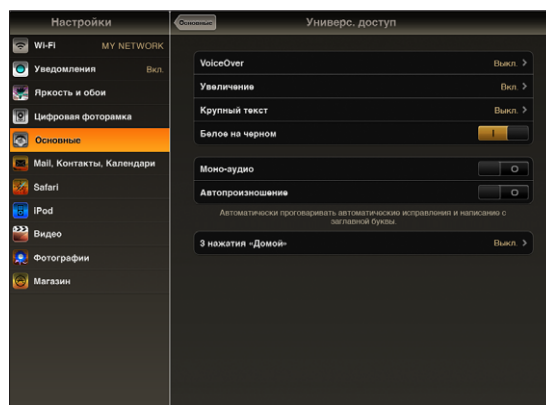 Настройки
Основные
Универс. доступ
Wi-Fi MY NETWORK
Уведомления Вкл.
Яркость и обои
Цифровая фоторамка
Основные
Mail, Контакты, Календари
Safari
iPod
Видео
Фотографии
Магазин
VoiceOver Выкл.
Увеличение Вкл.
Крупный текст Выкл.
Белое на черном
Моно-аудио
Автопроизношение
Автоматически проговаривать автоматические исправления и написание с
заглавной буквы.
3 нажатия «Домой» Выкл.